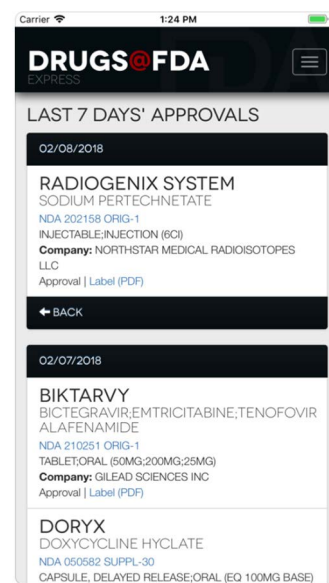 Carrier 1:24 PM
DRUGS@FDA
EXPRESS
LAST 7 DAYS' APPROVALS
02/08/2018
RADIOGENIX SYSTEM
SODIUM PERTECHNETATE
NDA 202158 ORIG-1
INJECTABLE;INJECTION (6CI)
Company: NORTHSTAR MEDICAL RADIOISOTOPES
LLC
Approval | Label (PDF)
BACK
02/07/2018
BIKTARVY
BICTEGRAVIR;EMTRICITABINE;TENOFOVIR
ALAFENAMIDE
NDA 210251 ORIG-1
TABLET;ORAL (50MG;200MG;25MG)
Company: GILEAD SCIENCES INC
Approval | Label (PDF)
DORYX
DOXYCYCLINE HYCLATE
NDA 050582 SUPPL-30
CAPSULE, DELAYED RELEASE;ORAL (EQ 100MG BASE)